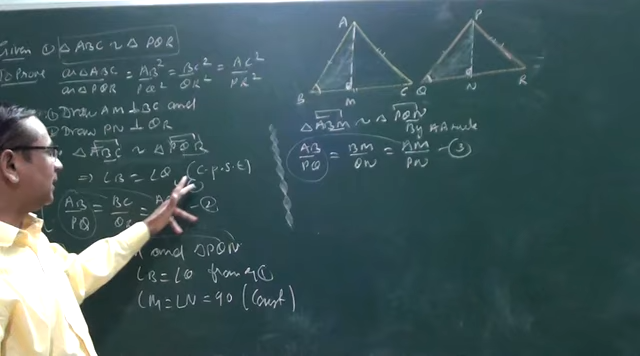 Given ① △ABC ~ △PQR
To Prove ar△ABC/ar△PQR = AB²/PQ² = BC²/QR² = AC²/PR²
① Draw AM ⊥ BC and
② Draw PN ⊥ QR
△ABC ~ △PQR
⇒ ∠B = ∠Q (C.P.S.T)
AB/PQ = BC/QR = — ②
and △PQN
∠B = ∠Q from eq ①
∠M = ∠N = 90 (Const)
A
B
M
C
P
Q
N
R
△ABM ~ △PQN
By AA rule
AB/PQ = BM/QN = AM/PN — ③